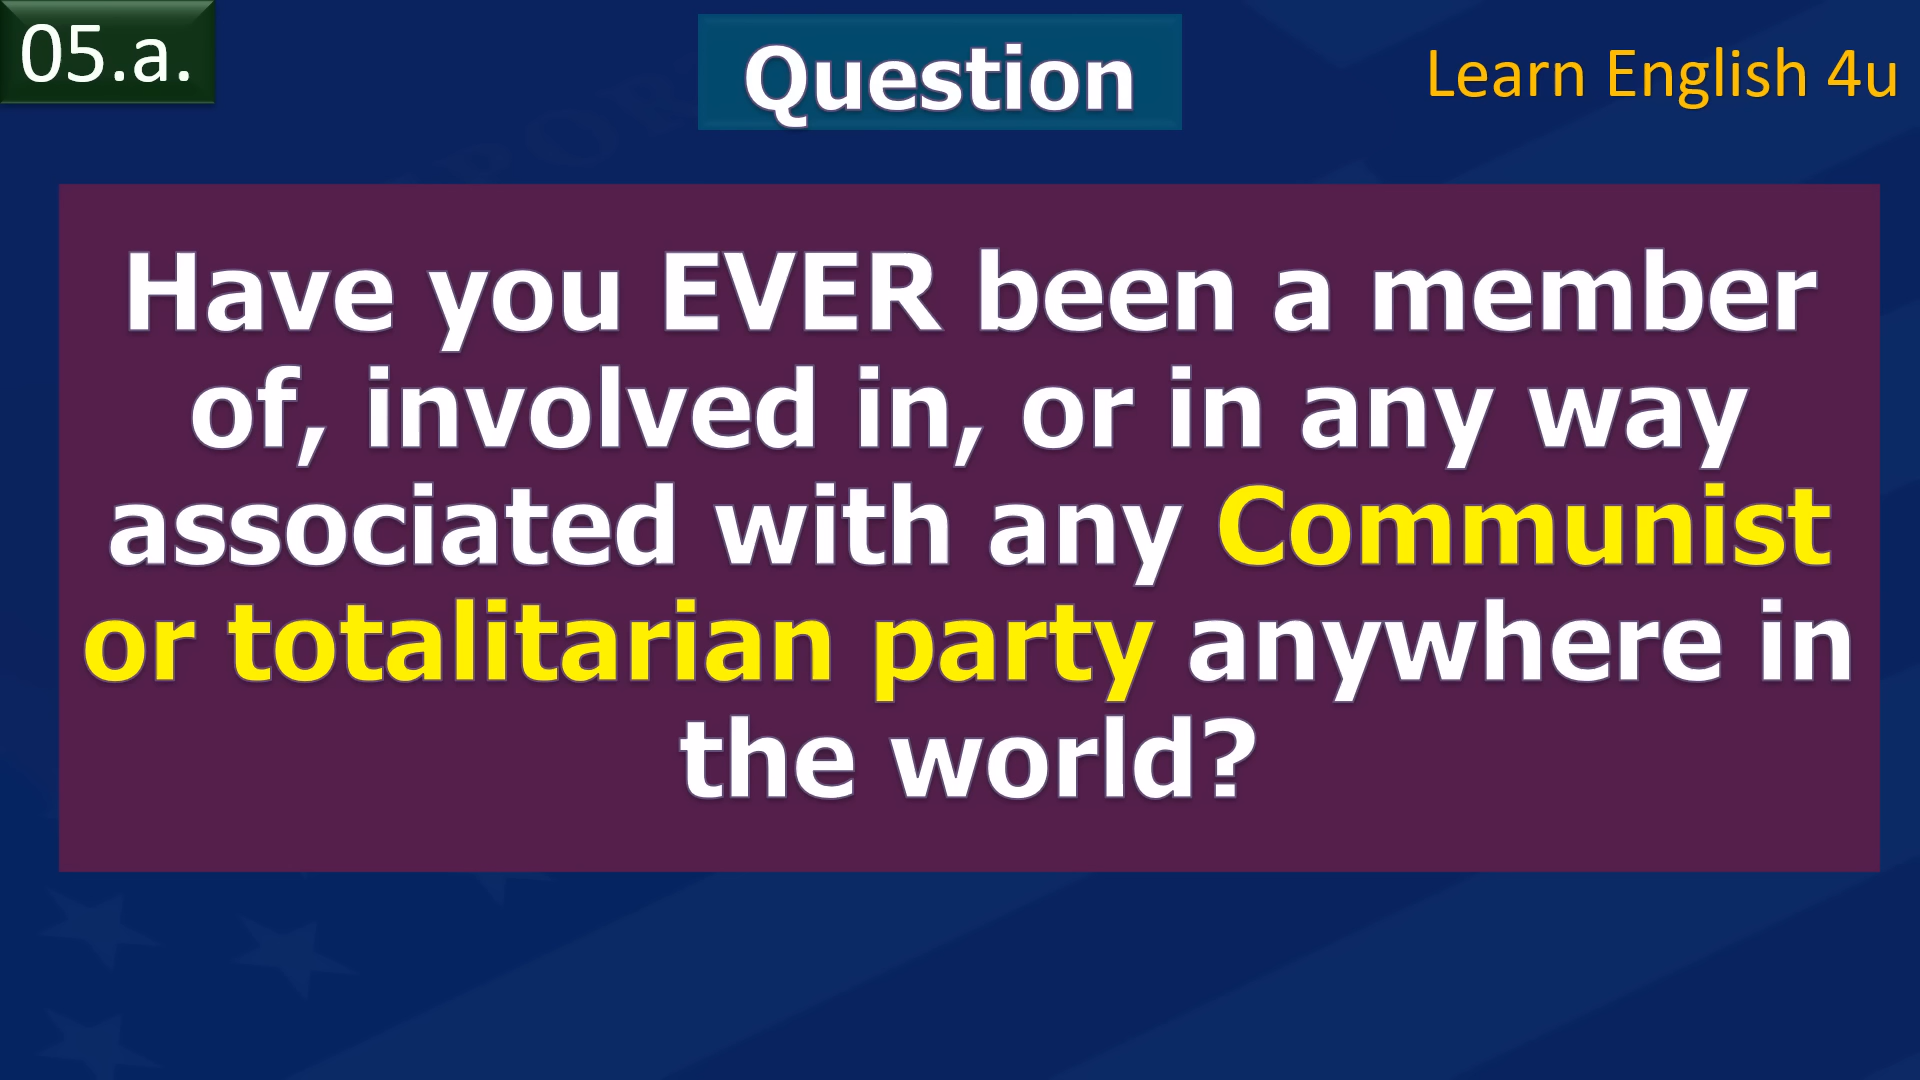 05.a.
Question
Learn English 4u
Have you EVER been a member
of, involved in, or in any way
associated with any Communist
or totalitarian party anywhere in
the world?